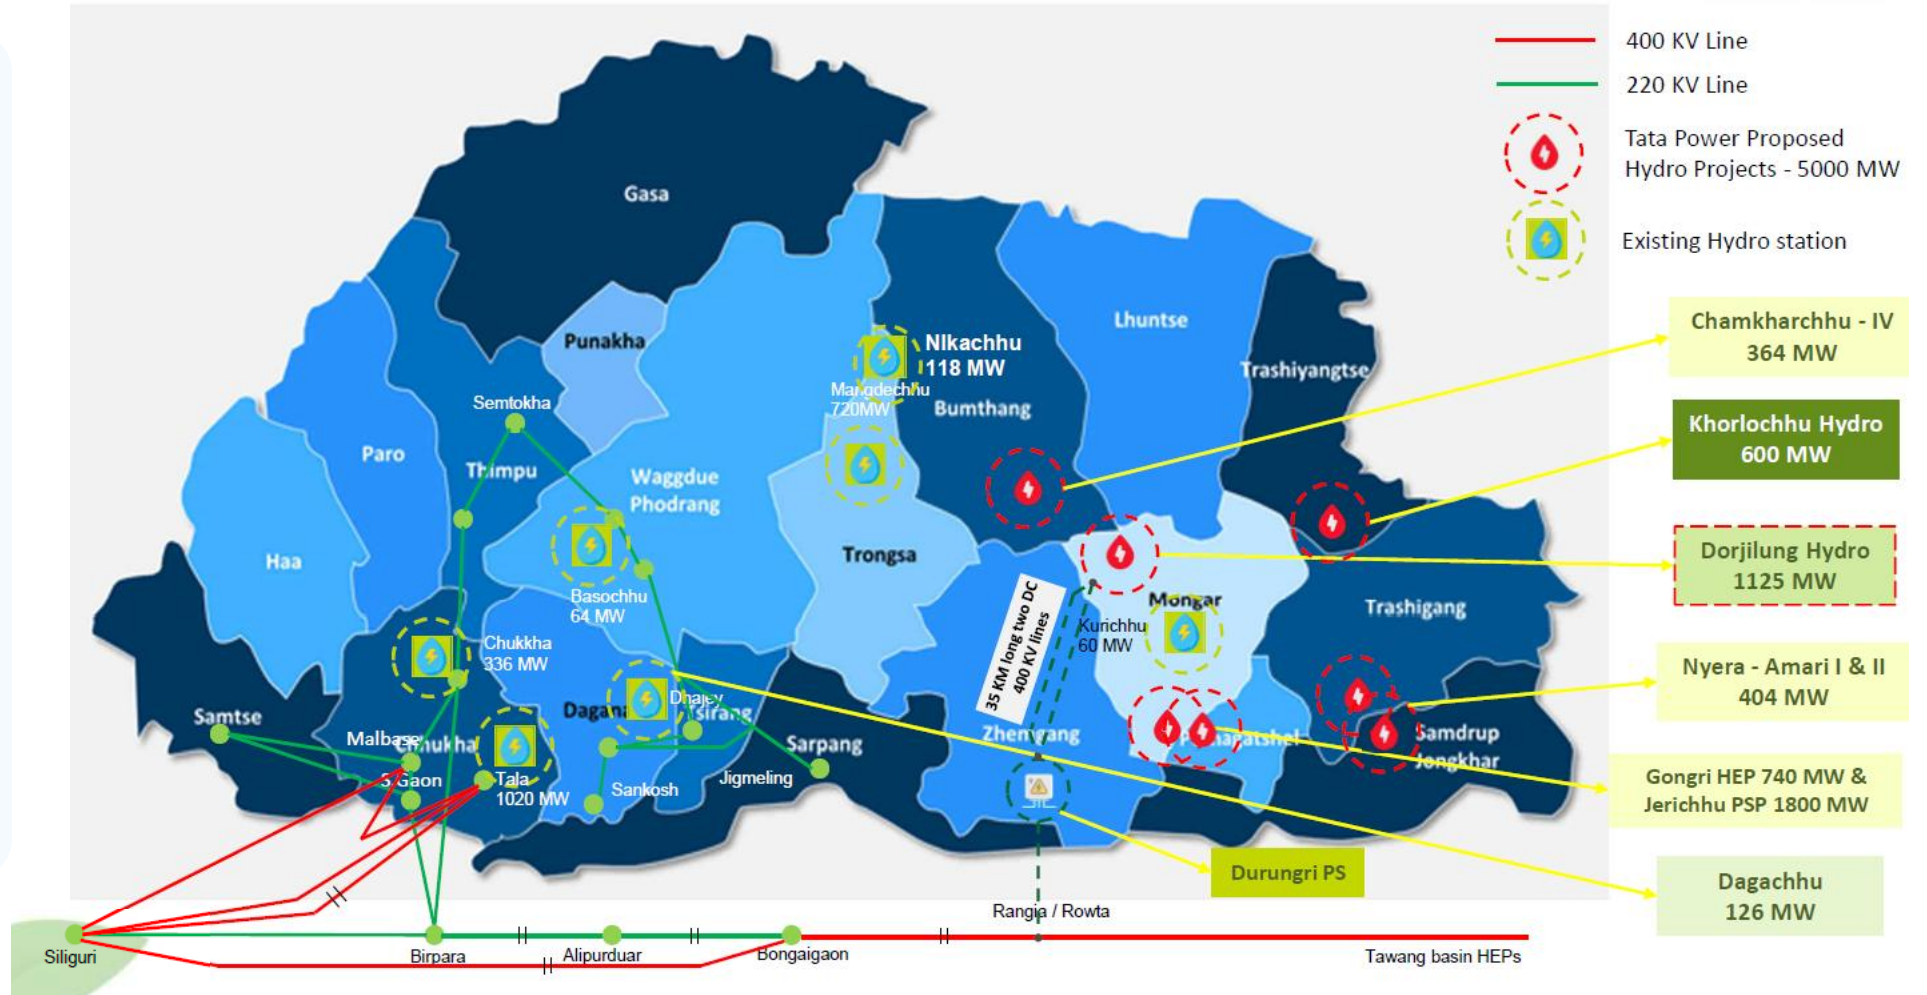 400 KV Line
220 KV Line
Tata Power Proposed
Hydro Projects - 5000 MW
Existing Hydro station
Gasa
Punakha
NIkachhu
118 MW
Mangdechhu
720MW
Bumthang
Lhuntse
Trashiyangtse
Chamkharchhu - IV
364 MW
Khorlochhu Hydro
600 MW
Dorjilung Hydro
1125 MW
Nyera - Amari I & II
404 MW
Gongri HEP 740 MW &
Jerichhu PSP 1800 MW
Dagachhu
126 MW
Semtokha
Paro
Thimpu
Waggdue
Phodrang
Haa
Trongsa
Basochhu
64 MW
Chukkha
336 MW
35 KM long two DC
400 KV lines
Mongar
Kurichhu
60 MW
Trashigang
Samtse
Malbase
Chhukha
S.Gaon
Tala
1020 MW
Dagana
Dhajey
Tsirang
Sankosh
Jigmeling
Sarpang
Zhemgang
Samdrup
Jongkhar
Durungri PS
Rangia / Rowta
Siliguri
Birpara
Alipurduar
Bongaigaon
Tawang basin HEPs